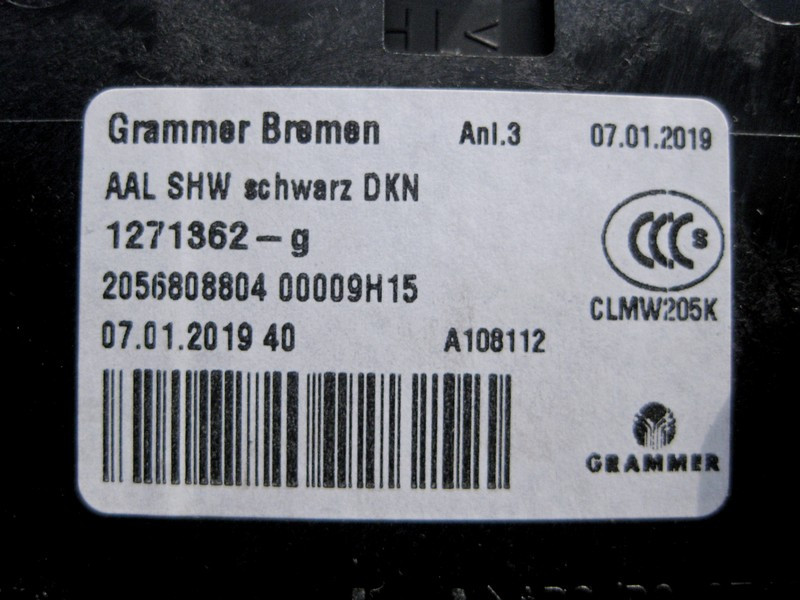 Grammer Bremen Anl.3 07.01.2019
AAL SHW schwarz DKN
1271362-g
CCC S
2056808804 00009H15
CLMW205K
07.01.2019 40 A108112
GRAMMER